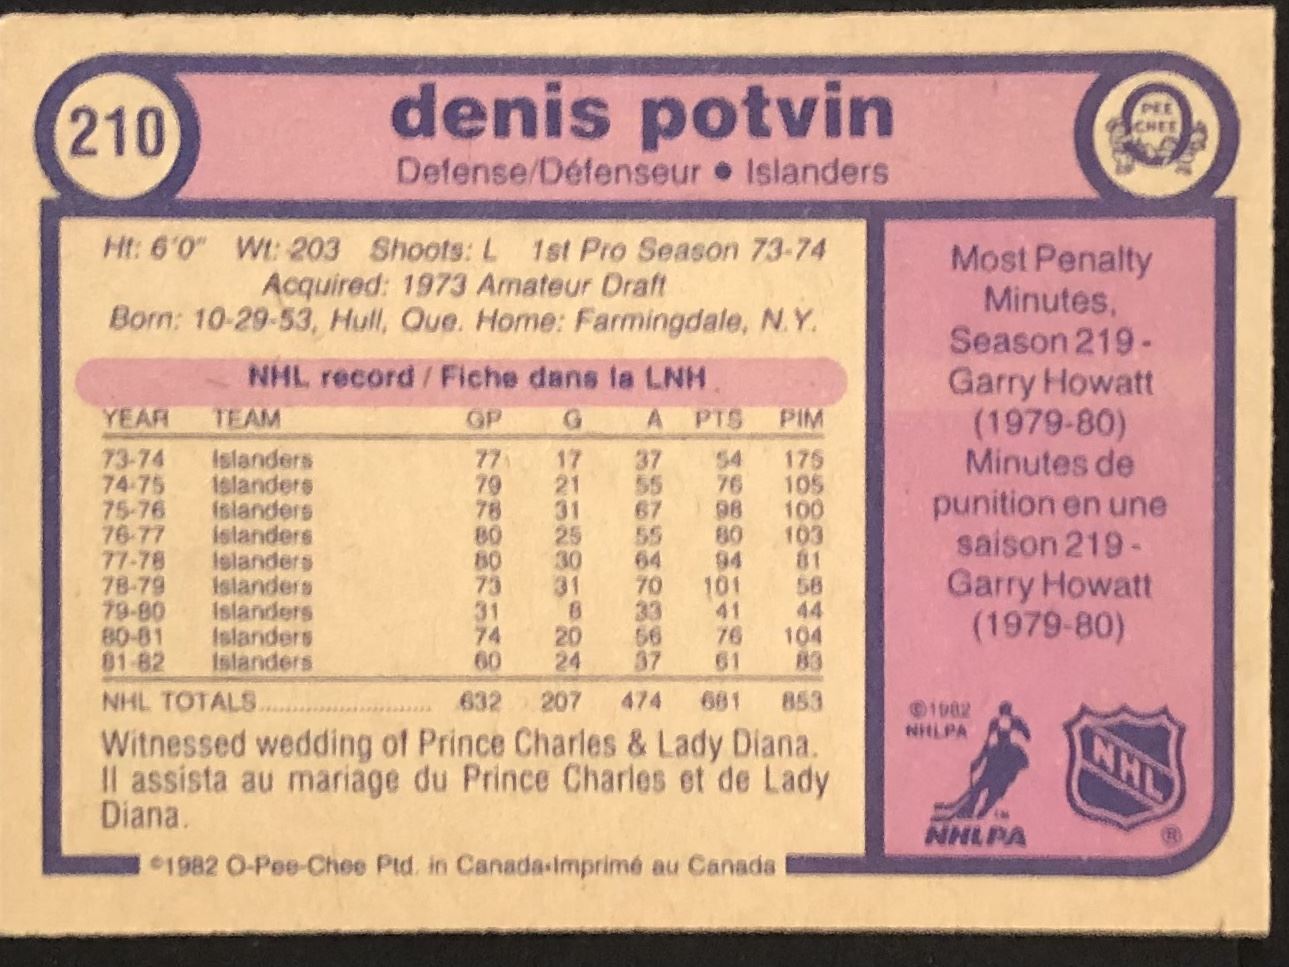 210
denis potvin
Defense/Défenseur • Islanders
PEE
CHEE
Ht: 6'0" Wt: 203 Shoots: L 1st Pro Season 73-74
Acquired: 1973 Amateur Draft
Born: 10-29-53, Hull, Que. Home: Farmingdale, N.Y.
NHL record / Fiche dans la LNH
YEAR TEAM GP G A PTS PIM
73-74 Islanders 77 17 37 54 175
74-75 Islanders 79 21 55 76 105
75-76 Islanders 78 31 67 98 100
76-77 Islanders 80 25 55 80 103
77-78 Islanders 80 30 64 94 81
78-79 Islanders 73 31 70 101 58
79-80 Islanders 31 8 33 41 44
80-81 Islanders 74 20 56 76 104
81-82 Islanders 60 24 37 61 83
NHL TOTALS.......................... 632 207 474 681 853
Witnessed wedding of Prince Charles & Lady Diana.
Il assista au mariage du Prince Charles et de Lady
Diana.
©1982 O-Pee-Chee Ptd. in Canada•Imprimé au Canada
Most Penalty
Minutes,
Season 219 -
Garry Howatt
(1979-80)
Minutes de
punition en une
saison 219 -
Garry Howatt
(1979-80)
©1982
NHLPA
NHLPA
TM
NHL
®